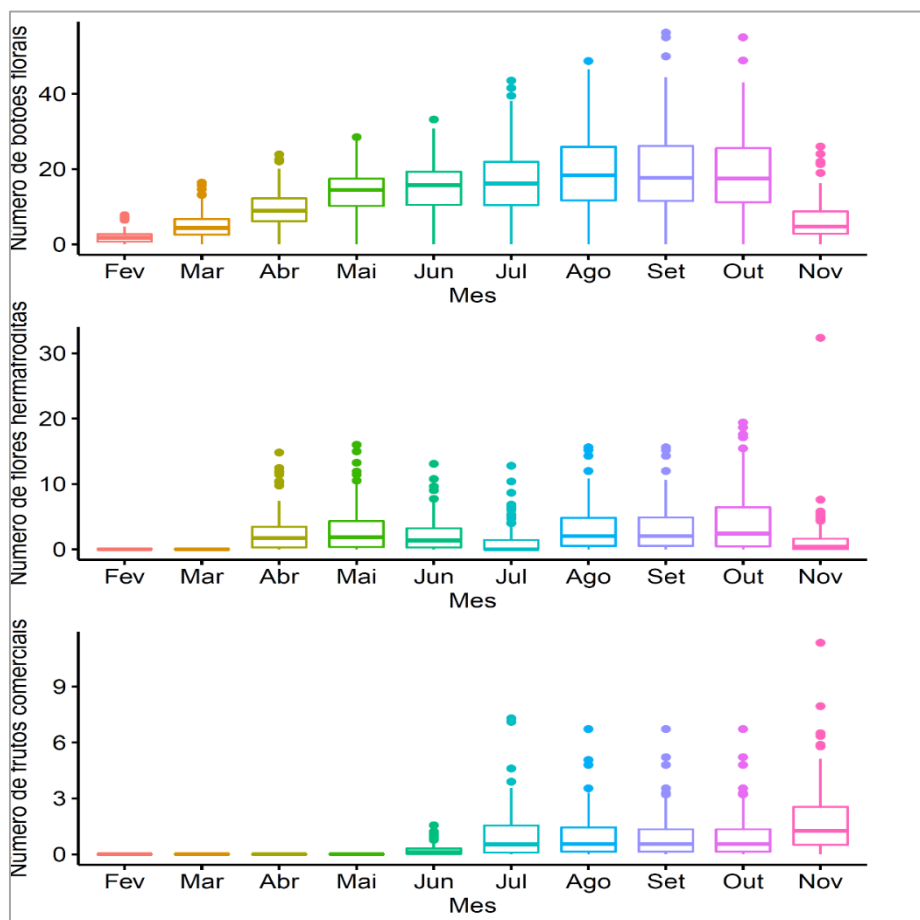 Numero de botoes florais
40
20
0
Fev Mar Abr Mai Jun Jul Ago Set Out Nov
Mes
Numero de flores hermafroditas
30
20
10
0
Fev Mar Abr Mai Jun Jul Ago Set Out Nov
Mes
Numero de frutos comerciais
9
6
3
0
Fev Mar Abr Mai Jun Jul Ago Set Out Nov
Mes